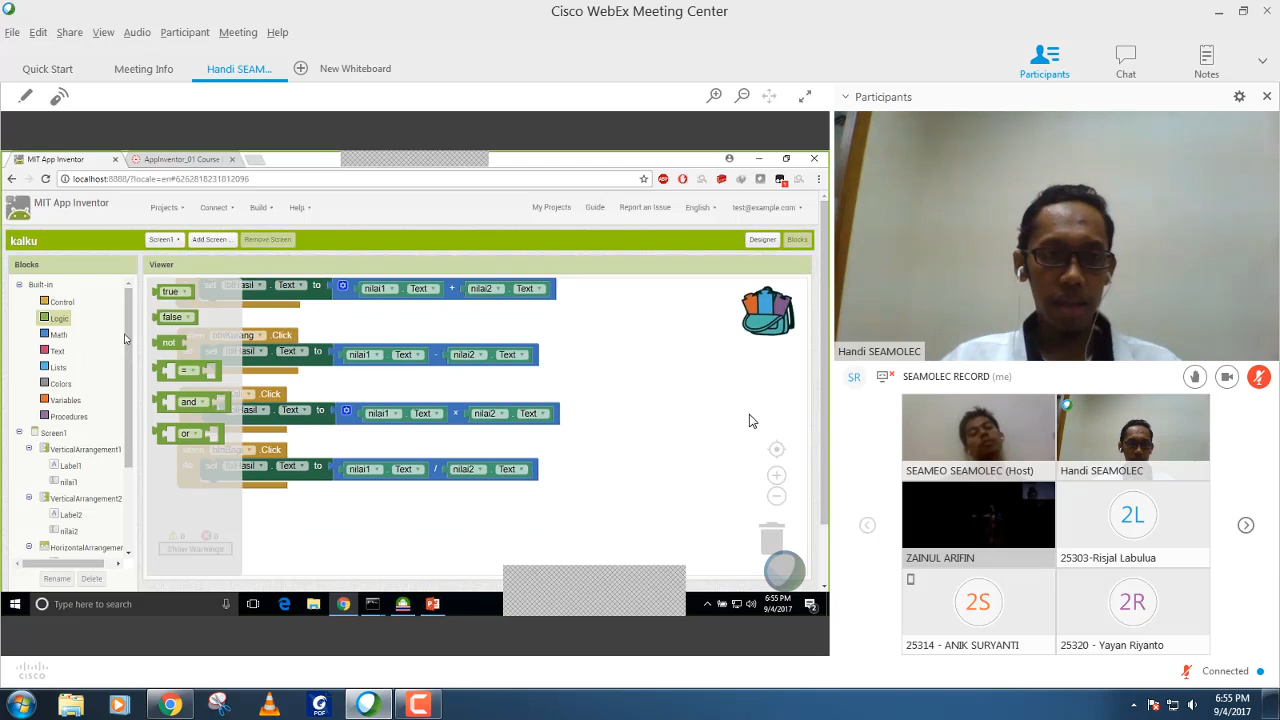 Cisco WebEx Meeting Center
File Edit Share View Audio Participant Meeting Help
Quick Start Meeting Info Handi SEAM... New Whiteboard
Participants Chat Notes
MIT App Inventor AppInventor_01 Course
localhost:8888/?locale=en#6262818231812096
MIT App Inventor Projects Connect Build Help My Projects Guide Report an Issue English test@example.com
kalku Screen1 Add Screen ... Remove Screen Designer Blocks
Blocks Viewer
Built-in
Control
Logic
Math
Text
Lists
Colors
Variables
Procedures
Screen1
VerticalArrangement1
Label1
nilai1
VerticalArrangement2
Label2
nilai2
HorizontalArrangemer
Rename Delete
true
false
not
=
and
or
set Text to nilai1 . Text + nilai2 . Text
btnKurang . Click
. Text to nilai1 . Text - nilai2 . Text
. Click
. Text to nilai1 . Text × nilai2 . Text
. Click
. Text to nilai1 . Text / nilai2 . Text
0 0
Show Warnings
Type here to search
6:55 PM
9/4/2017
2
Participants
Handi SEAMOLEC
SR SEAMOLEC RECORD (me)
SEAMEO SEAMOLEC (Host) Handi SEAMOLEC
2L
ZAINUL ARIFIN 25303-Risjal Labulua
2S 2R
25314 - ANIK SURYANTI 25320 - Yayan Riyanto
CISCO
Connected
PDF
6:55 PM
9/4/2017